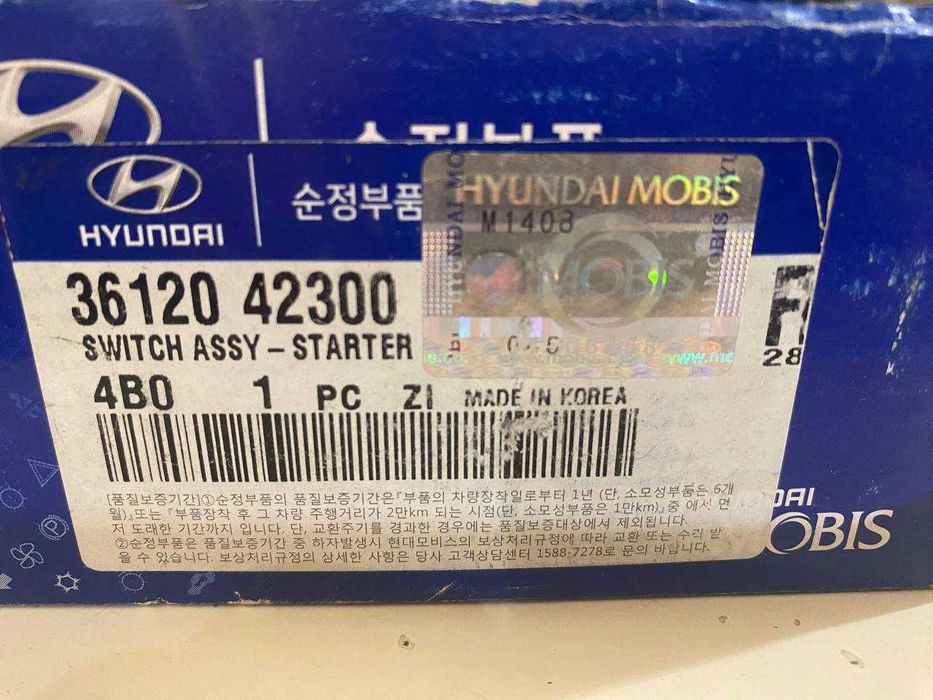 순정부품
HYUNDAI
순정부품
HYUNDAI MOBIS
M1408
MOBIS
36120 42300
SWITCH ASSY - STARTER
28
4B0 1 PC ZI MADE IN KOREA
[품질보증기간]①순정부품의 품질보증기간은『부품의 차량장착일로부터 1년 (단, 소모성부품은 6개
월), 또는 『부품장착 후 그 차량 주행거리가 2만km 되는 시점(단, 소모성부품은 1만km)』중 에서 먼
저 도래한 기간까지 입니다. 단, 교환주기를 경과한 경우에는 품질보증대상에서 제외됩니다.
②순정부품은 품질보증기간 중 하자발생시 현대모비스의 보상처리규정에 따라 교환 또는 수리 받
을 수 있습니다. 보상처리규정의 상세한 사항은 당사 고객상담센터 1588-7278로 문의 바랍니다.
MOBIS